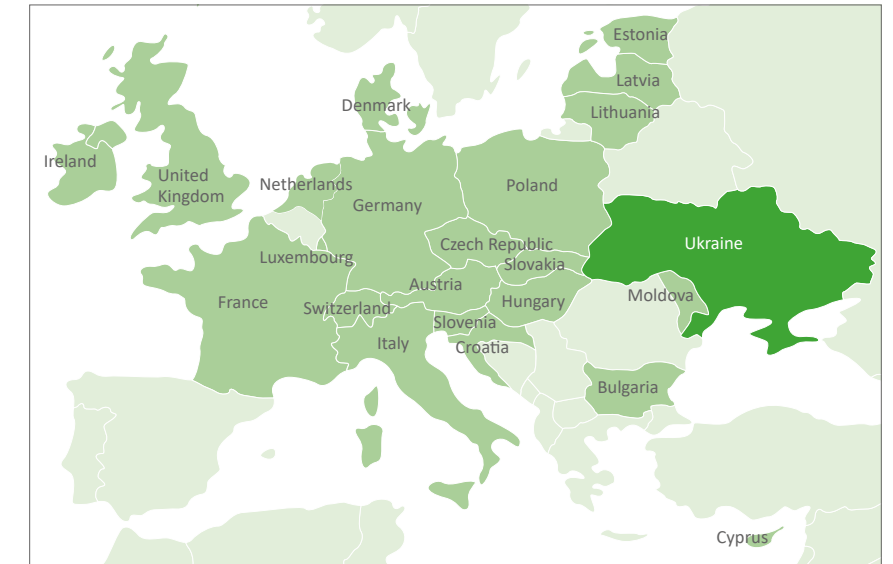 Estonia
Latvia
Denmark
Lithuania
Ireland
United
Kingdom
Netherlands
Poland
Germany
Ukraine
Czech Republic
Luxembourg
Slovakia
Austria
France
Switzerland
Hungary
Moldova
Slovenia
Italy
Croatia
Bulgaria
Cyprus